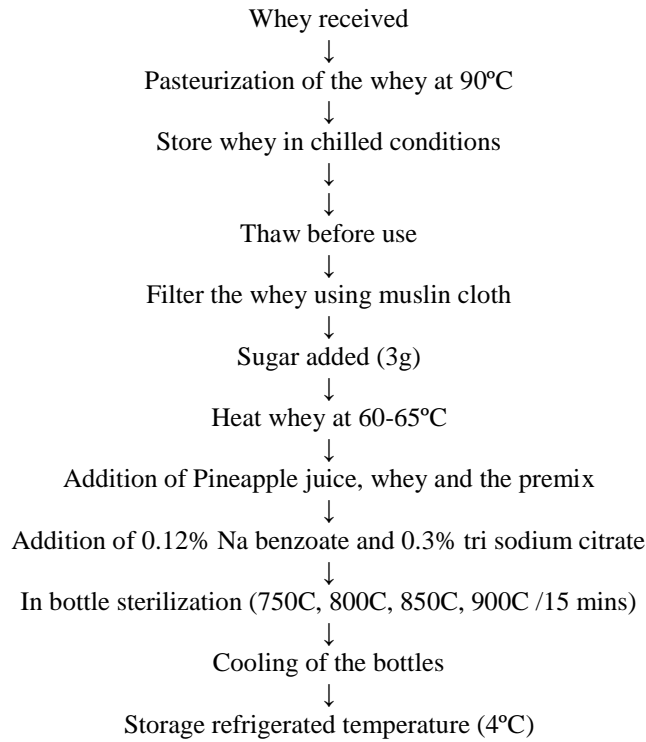 Whey received
↓
Pasteurization of the whey at 90ºC
↓
Store whey in chilled conditions
↓
↓
Thaw before use
↓
Filter the whey using muslin cloth
↓
Sugar added (3g)
↓
Heat whey at 60-65ºC
↓
Addition of Pineapple juice, whey and the premix
↓
Addition of 0.12% Na benzoate and 0.3% tri sodium citrate
↓
In bottle sterilization (750C, 800C, 850C, 900C /15 mins)
↓
Cooling of the bottles
↓
Storage refrigerated temperature (4ºC)